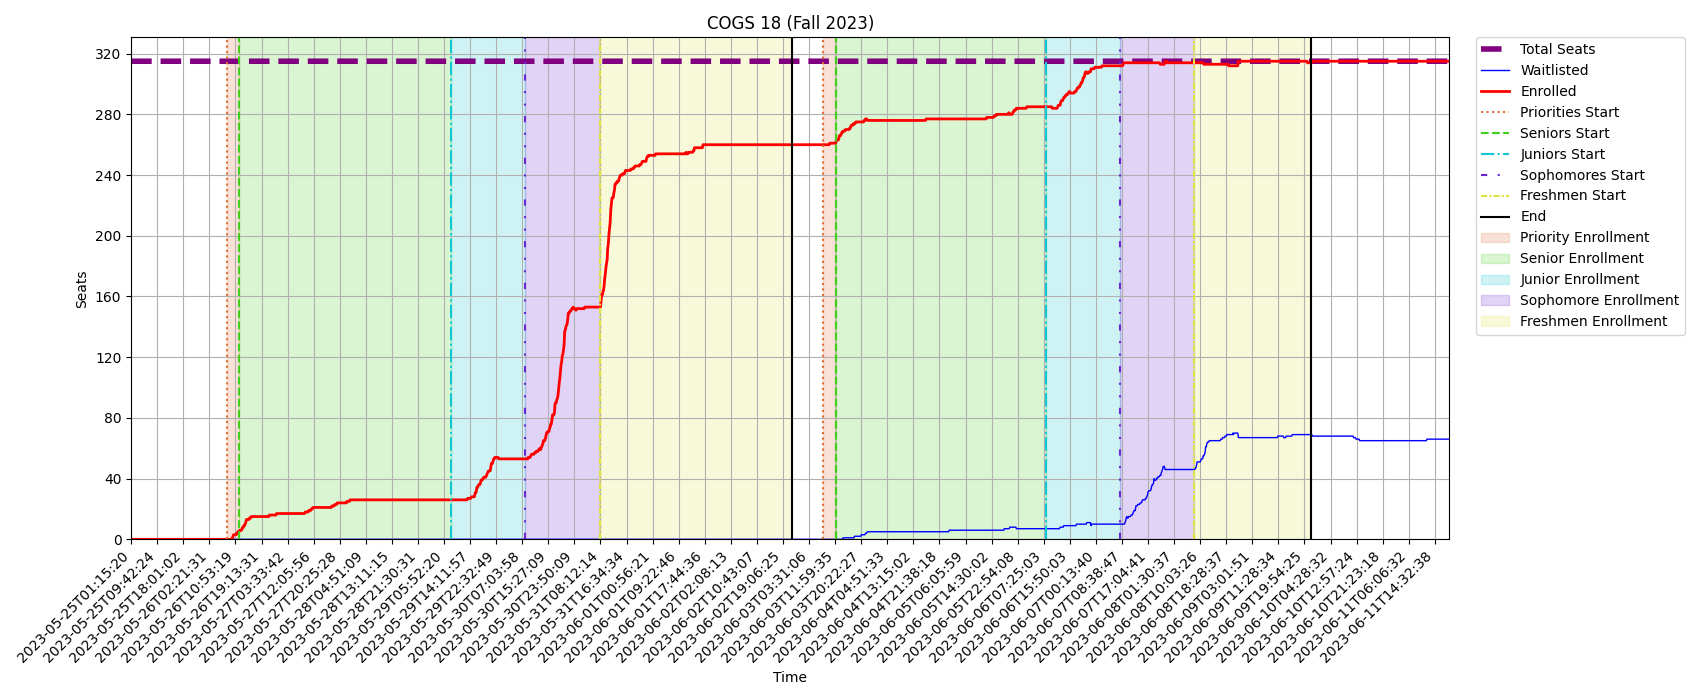 COGS 18 (Fall 2023)
Seats
320
280
240
200
160
120
80
40
0
2023-05-25T01:15:20
2023-05-25T09:42:24
2023-05-25T18:01:02
2023-05-26T02:21:31
2023-05-26T10:53:19
2023-05-26T19:13:31
2023-05-27T03:33:42
2023-05-27T12:05:56
2023-05-27T20:25:28
2023-05-28T04:51:09
2023-05-28T13:11:15
2023-05-28T21:30:31
2023-05-29T05:52:20
2023-05-29T14:11:57
2023-05-29T22:32:49
2023-05-30T07:03:58
2023-05-30T15:27:09
2023-05-30T23:50:09
2023-05-31T08:12:14
2023-05-31T16:34:34
2023-06-01T00:56:21
2023-06-01T09:22:46
2023-06-01T17:44:36
2023-06-02T02:08:13
2023-06-02T10:43:07
2023-06-02T19:06:25
2023-06-03T03:31:06
2023-06-03T11:59:35
2023-06-03T20:22:27
2023-06-04T04:51:33
2023-06-04T13:15:02
2023-06-04T21:38:18
2023-06-05T06:05:59
2023-06-05T14:30:02
2023-06-05T22:54:08
2023-06-06T07:25:03
2023-06-06T15:50:03
2023-06-07T00:13:40
2023-06-07T08:38:47
2023-06-07T17:04:41
2023-06-08T01:30:37
2023-06-08T10:03:26
2023-06-08T18:28:37
2023-06-09T03:01:51
2023-06-09T11:28:34
2023-06-09T19:54:25
2023-06-10T04:28:32
2023-06-10T12:57:24
2023-06-10T21:23:18
2023-06-11T06:06:32
2023-06-11T14:32:38
Time
Total Seats
Waitlisted
Enrolled
Priorities Start
Seniors Start
Juniors Start
Sophomores Start
Freshmen Start
End
Priority Enrollment
Senior Enrollment
Junior Enrollment
Sophomore Enrollment
Freshmen Enrollment